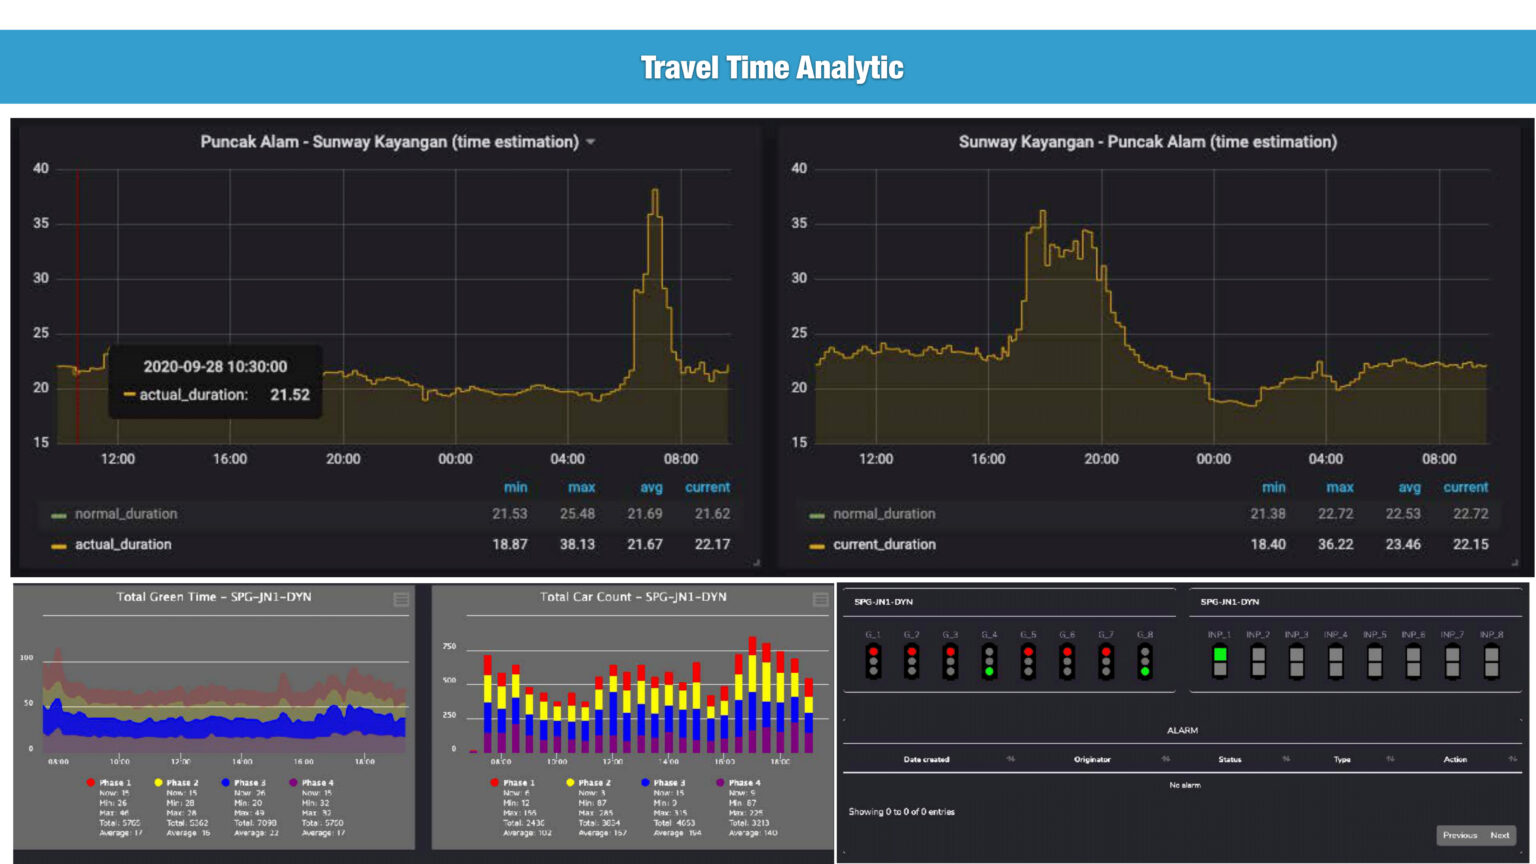 Travel Time Analytic
Puncak Alam - Sunway Kayangan (time estimation)
40
35
30
25
20
15
2020-09-28 10:30:00
actual_duration: 21.52
12:00 16:00 20:00 00:00 04:00 08:00
min max avg current
normal_duration 21.53 25.48 21.69 21.62
actual_duration 18.87 38.13 21.67 22.17
Sunway Kayangan - Puncak Alam (time estimation)
40
35
30
25
20
15
12:00 16:00 20:00 00:00 04:00 08:00
min max avg current
normal_duration 21.38 22.72 22.53 22.72
current_duration 18.40 36.22 23.46 22.15
Total Green Time - SPG-JN1-DYN
100
50
0
08:00 10:00 12:00 14:00 16:00 18:00
Phase 1 Phase 2 Phase 3 Phase 4
Now: 15 Now: 15 Now: 26 Now: 15
Min: 26 Min: 28 Min: 20 Min: 32
Max: 46 Max: 28 Max: 49 Max: 32
Total: 5765 Total: 5362 Total: 7098 Total: 5750
Average: 17 Average: 16 Average: 22 Average: 17
Total Car Count - SPG-JN1-DYN
750
500
250
0
08:00 10:00 12:00 14:00 16:00 18:00
Phase 1 Phase 2 Phase 3 Phase 4
Now: 6 Now: 3 Now: 15 Now: 9
Min: 12 Min: 87 Min: 9 Min: 87
Max: 156 Max: 285 Max: 315 Max: 225
Total: 2436 Total: 3834 Total: 4653 Total: 3213
Average: 102 Average: 167 Average: 194 Average: 140
SPG-JN1-DYN
G_1 G_2 G_3 G_4 G_5 G_6 G_7 G_8
SPG-JN1-DYN
INP_1 INP_2 INP_3 INP_4 INP_5 INP_6 INP_7 INP_8
ALARM
Date created Originator Status Type Action
No alarm
Showing 0 to 0 of 0 entries
Previous Next